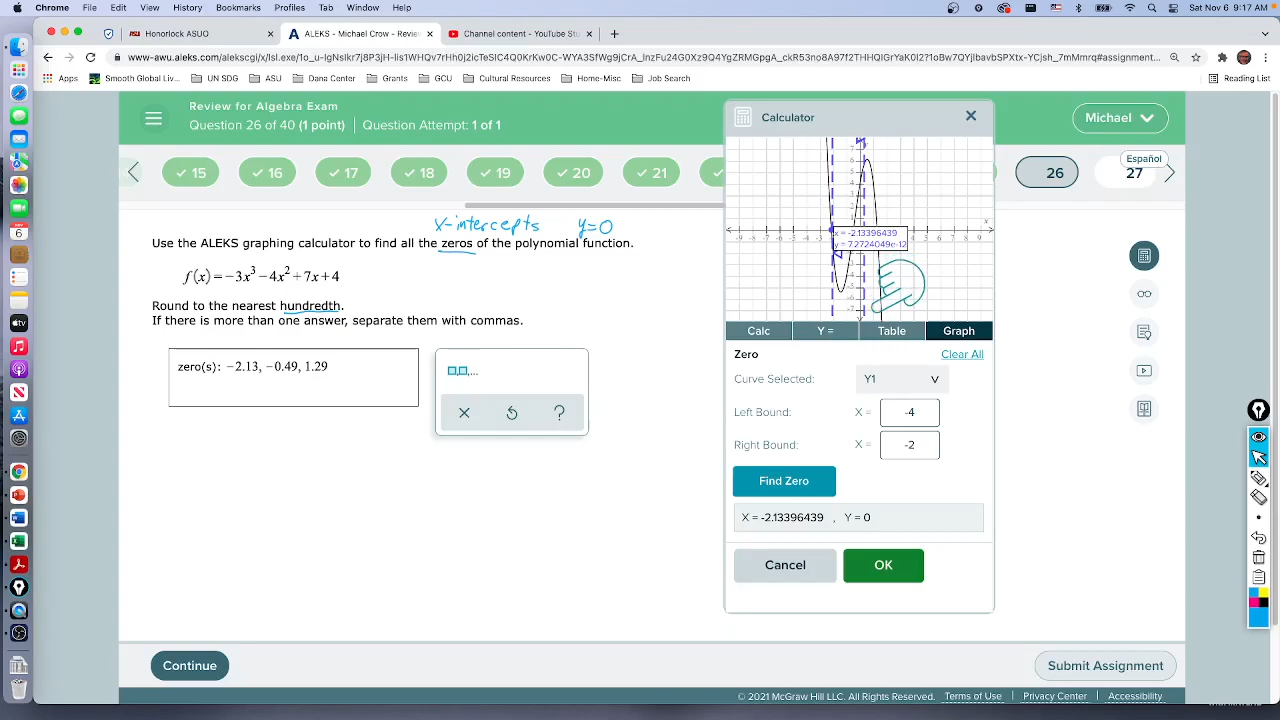 Chrome File Edit View History Bookmarks Profiles Tab Window Help
Sat Nov 6 9:17 AM
Honorlock ASUO
ALEKS - Michael Crow - Revie
Channel content - YouTube Stu
Apps
Smooth Global Liv...
UN SDG
ASU
Dana Center
Grants
GCU
Cultural Resources
Home-Misc
Job Search
Reading List
Review for Algebra Exam
Question 26 of 40 (1 point) | Question Attempt: 1 of 1
Calculator
Michael
Español
15
16
17
18
19
20
21
26
27
x-intercepts y=0
Use the ALEKS graphing calculator to find all the zeros of the polynomial function.
f(x)=−3x³−4x²+7x+4
Round to the nearest hundredth.
If there is more than one answer, separate them with commas.
zero(s): −2.13, −0.49, 1.29
□,□,...
x = -2.13396439
y = 7.2724049e-12
Calc
Y =
Table
Graph
Zero
Clear All
Curve Selected: Y1
Left Bound: X = -4
Right Bound: X = -2
Find Zero
X = -2.13396439 , Y = 0
Cancel
OK
Continue
Submit Assignment
© 2021 McGraw Hill LLC. All Rights Reserved. Terms of Use | Privacy Center | Accessibility